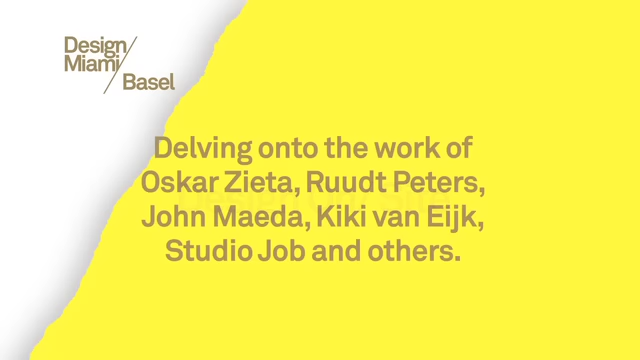 Design
Miami/
Basel
Delving onto the work of
Oskar Zieta, Ruudt Peters,
John Maeda, Kiki van Eijk,
Studio Job and others.